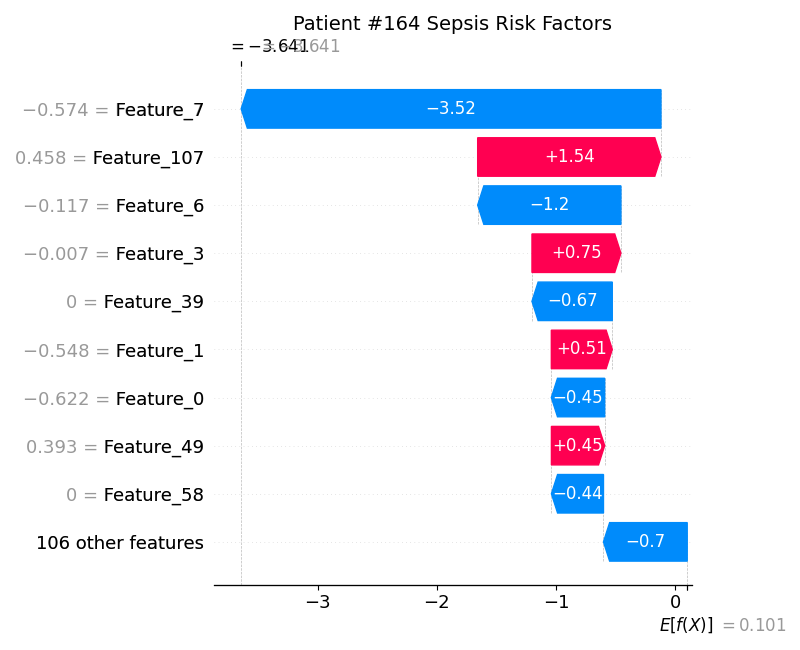 Patient #164 Sepsis Risk Factors
= −3.641
−0.574 = Feature_7
−3.52
0.458 = Feature_107
+1.54
−0.117 = Feature_6
−1.2
−0.007 = Feature_3
+0.75
0 = Feature_39
−0.67
−0.548 = Feature_1
+0.51
−0.622 = Feature_0
−0.45
0.393 = Feature_49
+0.45
0 = Feature_58
−0.44
106 other features
−0.7
−3 −2 −1 0
E[f(X)] = 0.101